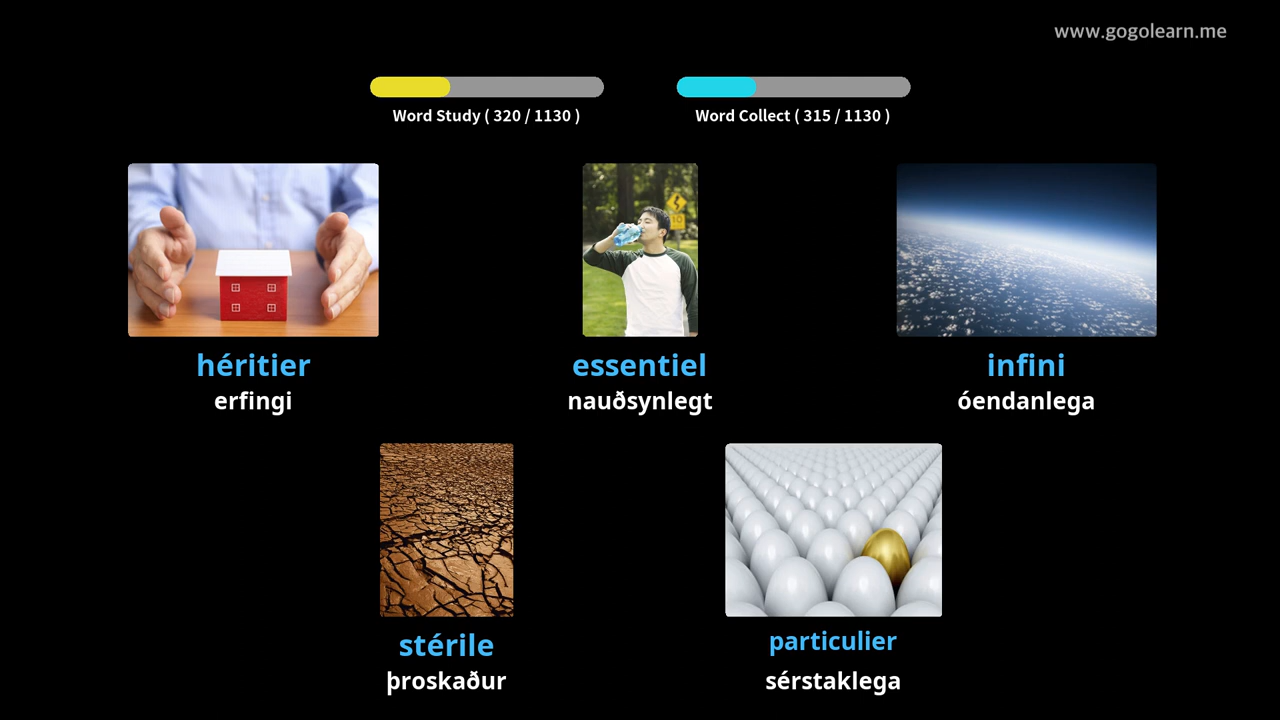 www.gogolearn.me
Word Study ( 320 / 1130 )
Word Collect ( 315 / 1130 )
10
héritier
erfingi
essentiel
nauðsynlegt
infini
óendanlega
stérile
þroskaður
particulier
sérstaklega